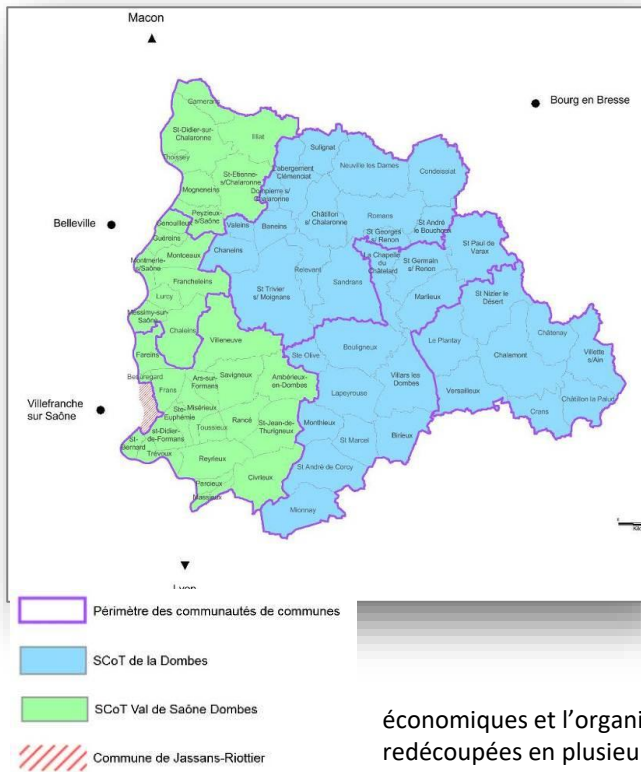 Macon
Bourg en Bresse
Belleville
Villefranche
sur Saône
Garnerans
St-Didier-sur-
Chalaronne
Illiat
Thoissey
St-Etienne-
s/Chalaronne
Mogneneins
Peyzieux-
s/Saône
Genouilleux
Guéreins
Montmerle-
s/Saône
Montceaux
Francheleins
Lurcy
Messimy-sur-
Saône
Chaleins
Villeneuve
Fareins
Beauregard
Frans
Ars-sur-
Formans
Savigneux
Ambérieux-
en-Dombes
Ste-
Euphémie
Misérieux
St-Didier-
de-Formans
Toussieux
Rancé
St-Jean-de-
Thurigneux
St-
Bernard
Trévoux
Reyrieux
Parcieux
Massieux
Civrieux
Sulignat
L'abergement
Clémenciat
Neuville les Dames
Condeissiat
Dompierre s/
Chalaronne
Valeins
Baneins
Châtillon
s/ Chalaronne
Romans
St Georges
s/ Renon
St André
le Bouchoux
Chaneins
Relevant
La Chapelle
du
Châtelard
St Germain
s/ Renon
St Paul de
Varax
St Trivier
s/ Moignans
Sandrans
Marlieux
St Nizier le
Désert
Ste Olive
Bouligneux
Le Plantay
Châtenay
Villette
s/Ain
Chalamont
Lapeyrouse
Villars les
Dombes
Versailleux
Châtillon la Palud
Crans
Monthieux
St Marcel
Birieux
St André de Corcy
Mionnay
Lyon
Périmètre des communautés de communes
SCoT de la Dombes
SCoT Val de Saône Dombes
Commune de Jassans-Riottier
économiques et l’organi
redécoupées en plusieu